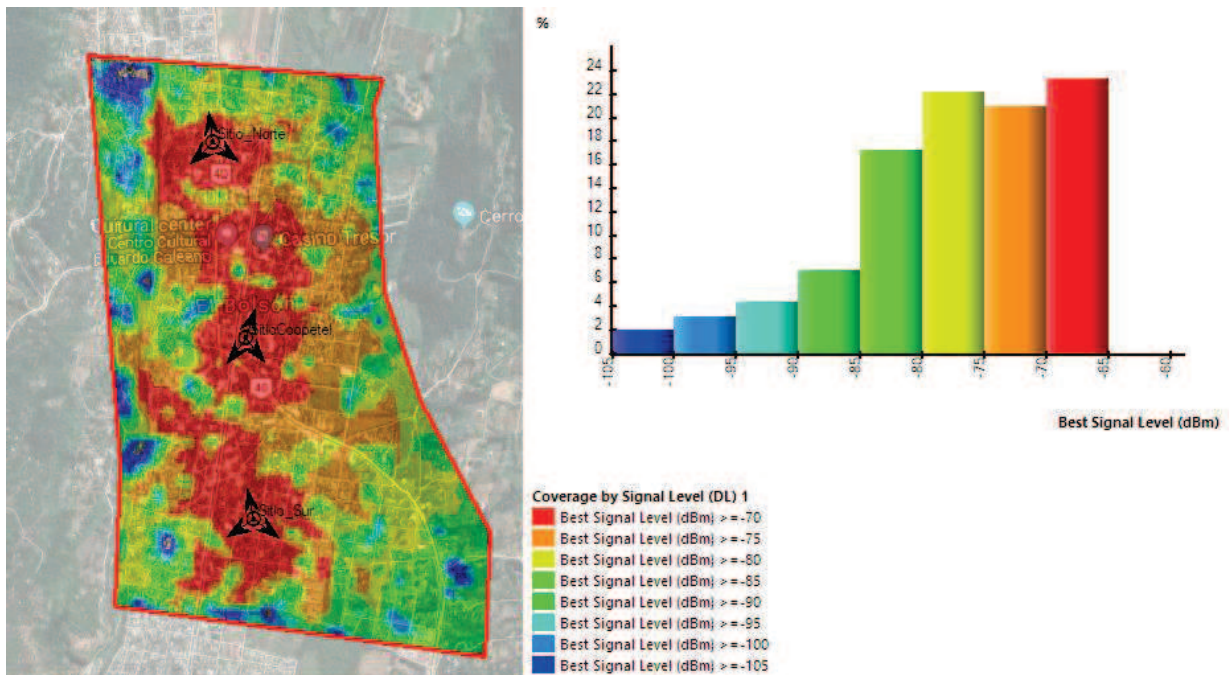 Sitio_Norte
40
Cultural center
Centro Cultural
Eduardo Galeano
Casino Tresor
Cerro
El Bolsón
SitioCoopetel
40
Sitio_Sur
%
24
22
20
18
16
14
12
10
8
6
4
2
0
-105
-100
-95
-90
-85
-80
-75
-70
-65
-60
Best Signal Level (dBm)
Coverage by Signal Level (DL) 1
Best Signal Level (dBm) >=-70
Best Signal Level (dBm) >=-75
Best Signal Level (dBm) >=-80
Best Signal Level (dBm) >=-85
Best Signal Level (dBm) >=-90
Best Signal Level (dBm) >=-95
Best Signal Level (dBm) >=-100
Best Signal Level (dBm) >=-105